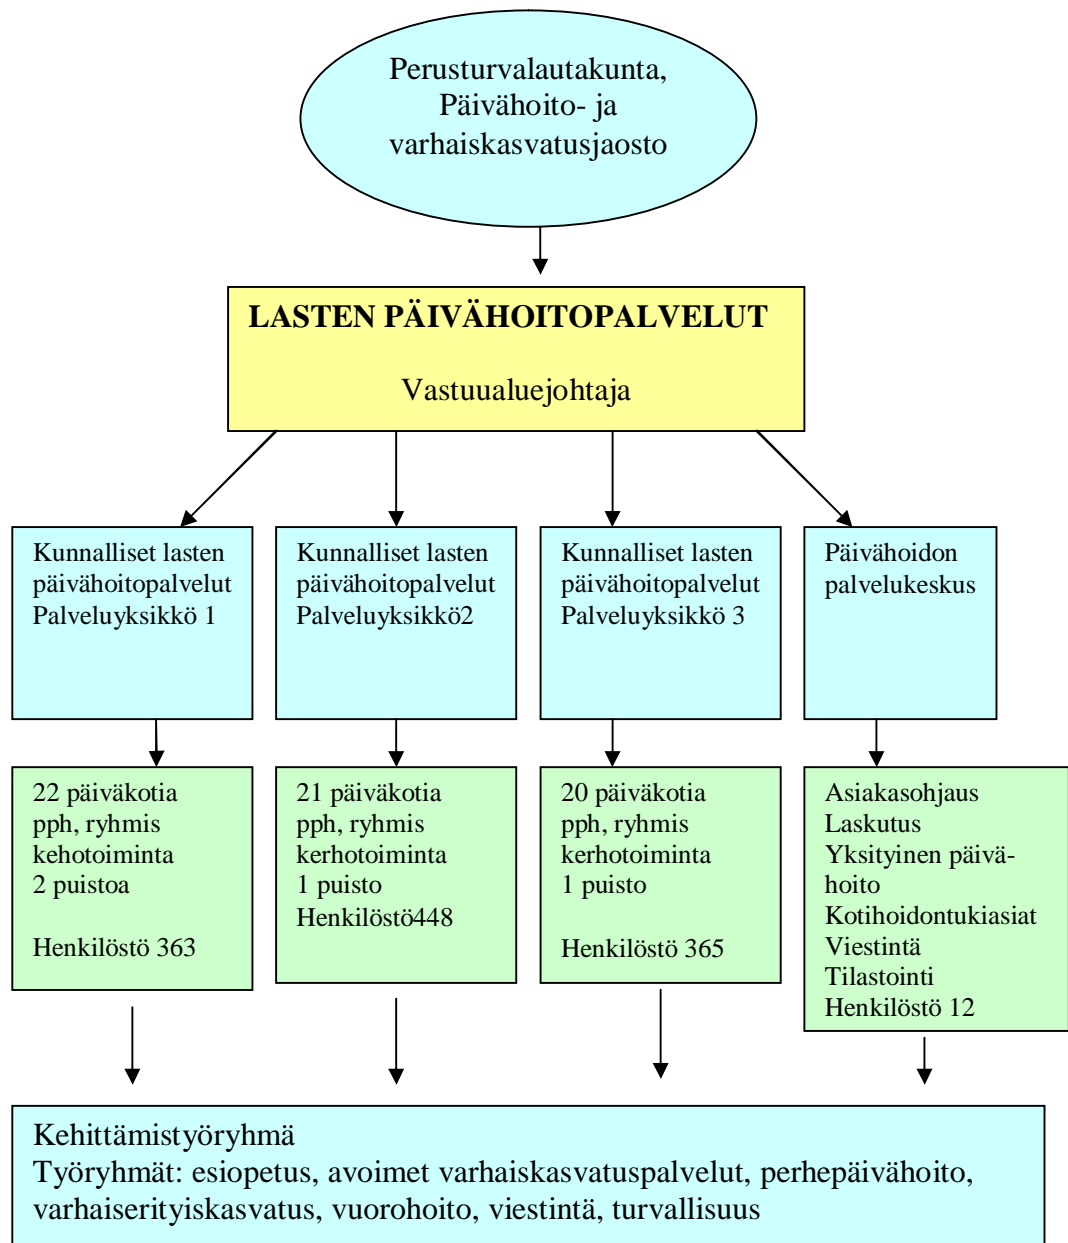 Perusturvalautakunta,
Päivähoito- ja
varhaiskasvatusjaosto
LASTEN PÄIVÄHOITOPALVELUT
Vastuualuejohtaja
Kunnalliset lasten
päivähoitopalvelut
Palveluyksikkö 1
Kunnalliset lasten
päivähoitopalvelut
Palveluyksikkö2
Kunnalliset lasten
päivähoitopalvelut
Palveluyksikkö 3
Päivähoidon
palvelukeskus
22 päiväkotia
pph, ryhmis
kehotoiminta
2 puistoa
Henkilöstö 363
21 päiväkotia
pph, ryhmis
kerhotoiminta
1 puisto
Henkilöstö448
20 päiväkotia
pph, ryhmis
kerhotoiminta
1 puisto
Henkilöstö 365
Asiakasohjaus
Laskutus
Yksityinen päivä-
hoito
Kotihoidontukiasiat
Viestintä
Tilastointi
Henkilöstö 12
Kehittämistyöryhmä
Työryhmät: esiopetus, avoimet varhaiskasvatuspalvelut, perhepäivähoito,
varhaiserityiskasvatus, vuorohoito, viestintä, turvallisuus